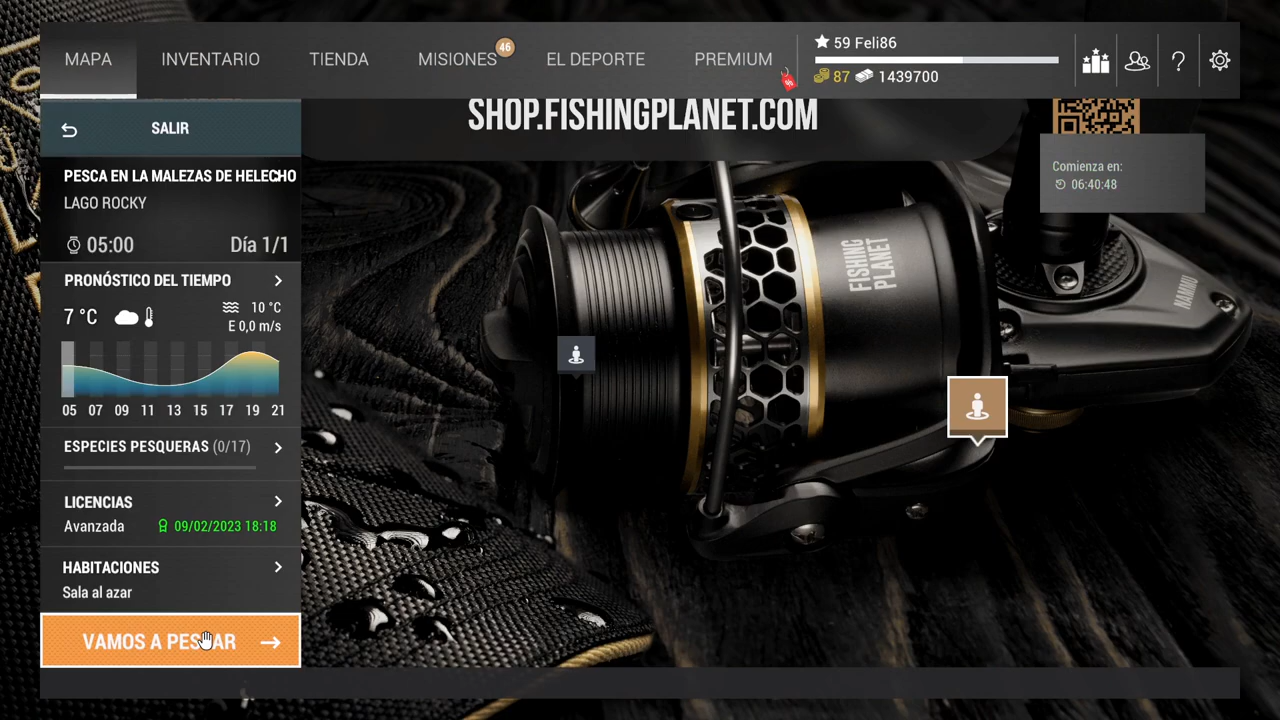 MAPA
INVENTARIO
TIENDA
MISIONES
46
EL DEPORTE
PREMIUM
%
59 Feli86
87 1439700
?
SALIR
SHOP.FISHINGPLANET.COM
PESCA EN LA MALEZAS DE HELECHO
LAGO ROCKY
05:00 Día 1/1
Comienza en:
06:40:48
PRONÓSTICO DEL TIEMPO
7 °C
10 °C
E 0,0 m/s
05 07 09 11 13 15 17 19 21
ESPECIES PESQUERAS (0/17)
LICENCIAS
Avanzada 09/02/2023 18:18
HABITACIONES
Sala al azar
VAMOS A PESCAR
FISHING
PLANET
NAMMU